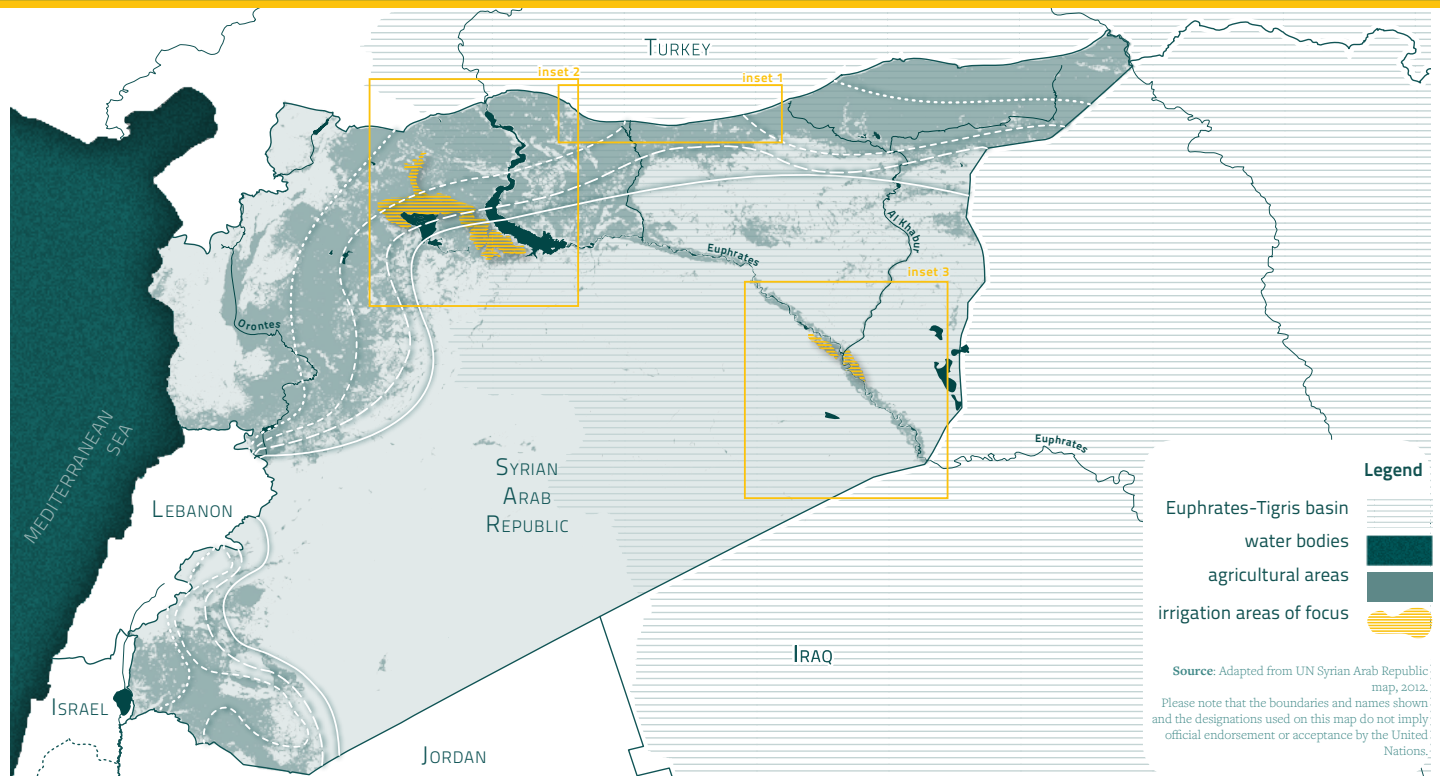 TURKEY
inset 2
inset 1
Al Khabur
Euphrates
inset 3
Orontes
MEDITERRANEAN
SEA
SYRIAN
ARAB
REPUBLIC
Euphrates
LEBANON
IRAQ
ISRAEL
JORDAN
Legend
Euphrates-Tigris basin
water bodies
agricultural areas
irrigation areas of focus
Source: Adapted from UN Syrian Arab Republic
map, 2012.
Please note that the boundaries and names shown
and the designations used on this map do not imply
official endorsement or acceptance by the United
Nations.